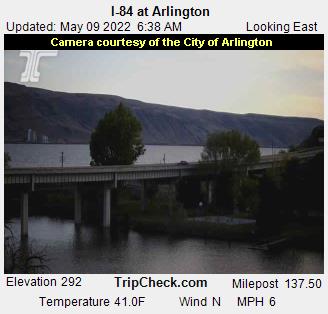 I-84 at Arlington
Updated: May 09 2022 6:38 AM Looking East
Camera courtesy of the City of Arlington
Elevation 292 TripCheck.com Milepost 137.50
Temperature 41.0F Wind N MPH 6